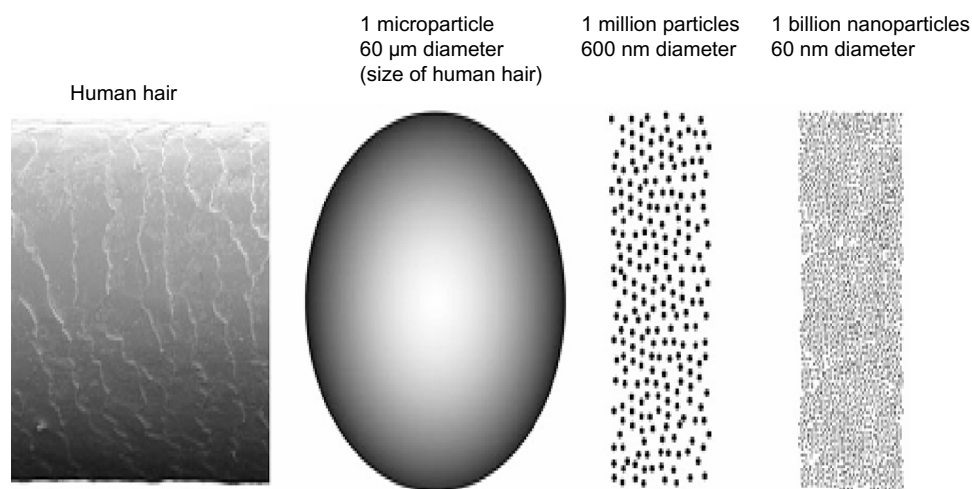 Human hair
1 microparticle
60 µm diameter
(size of human hair)
1 million particles
600 nm diameter
1 billion nanoparticles
60 nm diameter